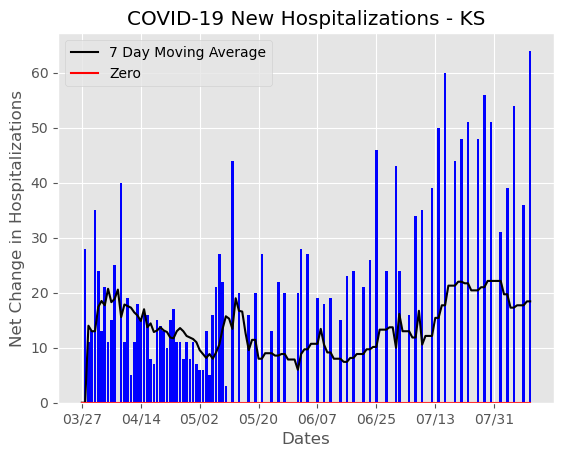 COVID-19 New Hospitalizations - KS
7 Day Moving Average
Zero
Net Change in Hospitalizations
60
50
40
30
20
10
0
03/27 04/14 05/02 05/20 06/07 06/25 07/13 07/31
Dates